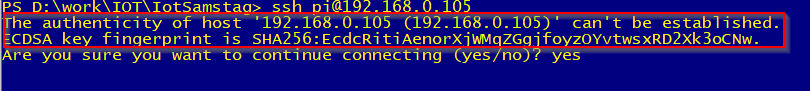 PS D:\work\IOT\IotSamstag> ssh pi@192.168.0.105
The authenticity of host '192.168.0.105 (192.168.0.105)' can't be established.
ECDSA key fingerprint is SHA256:EcdcRitiAenorXjWMqZGgjfoyzOYvtwsxRD2Xk3oCNw.
Are you sure you want to continue connecting (yes/no)? yes